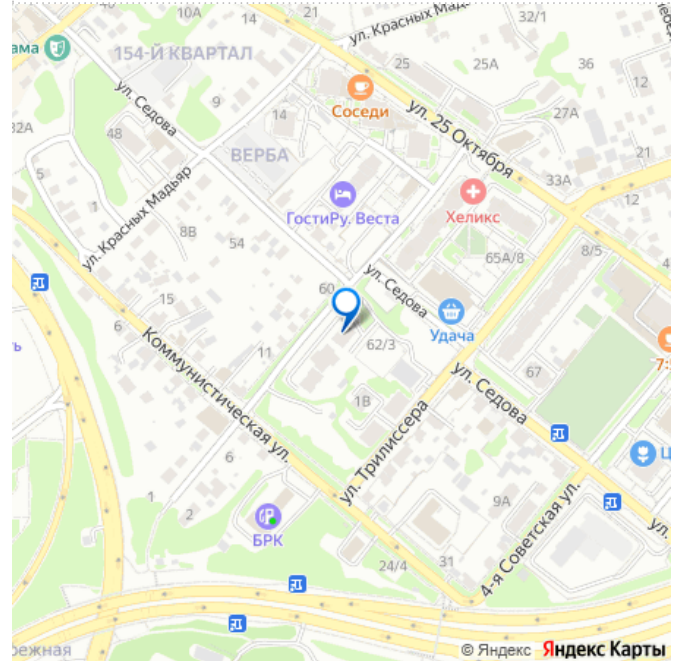 10А
14
21
32/1
ул. Красных Мадьяр
154-Й КВАРТАЛ
25
25А
36
12
ул. Седова
9
Соседи
ул. 25 Октября
27А
32А
48
14
ВЕРБА
21
5
33А
1
ГостиРу, Веста
Хеликс
12
ул. Красных Мадьяр
8В
54
65А/8
8/5
60
ул. Седова
15
6
Удача
62/3
11
67
Коммунистическая ул.
1В
ул. Седова
ул. Трилиссера
6
1
2
БРК
9А
4-я Советская ул.
24/4
31
© Яндекс Яндекс Карты